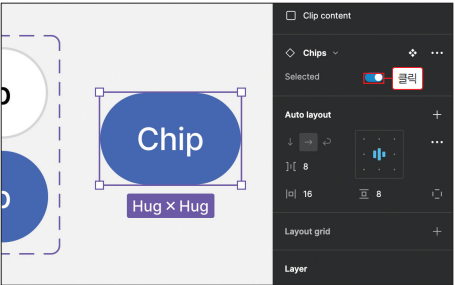 Clip content
Chips
Selected
클릭
Auto layout
8
16
8
Layout grid
Layer
p
Chip
p
Hug × Hug